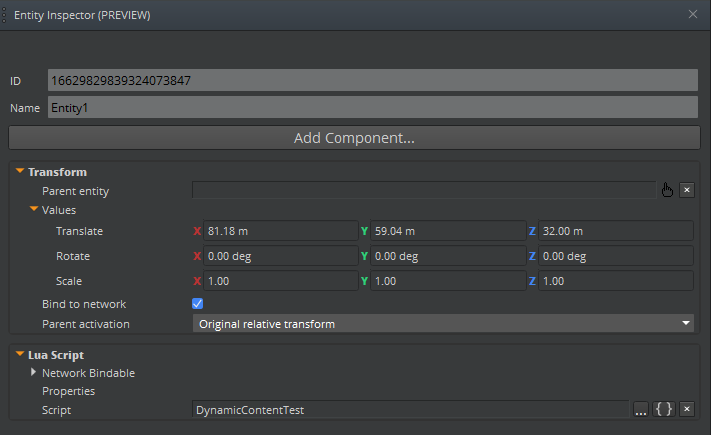 Entity Inspector (PREVIEW)
ID 16629829839324073847
Name Entity1
Add Component...
Transform
Parent entity
Values
Translate X 81.18 m Y 59.04 m Z 32.00 m
Rotate X 0.00 deg Y 0.00 deg Z 0.00 deg
Scale X 1.00 Y 1.00 Z 1.00
Bind to network
Parent activation Original relative transform
Lua Script
Network Bindable
Properties
Script DynamicContentTest ... { }